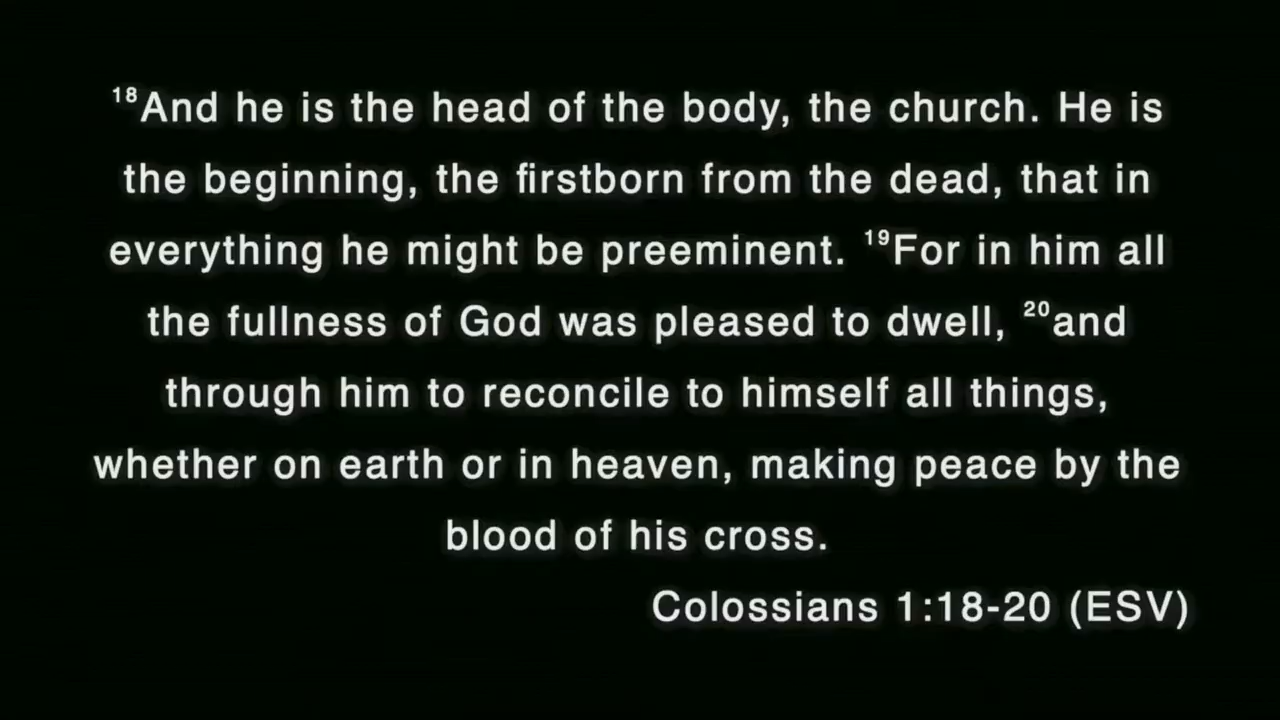 ¹⁸And he is the head of the body, the church. He is
the beginning, the firstborn from the dead, that in
everything he might be preeminent. ¹⁹For in him all
the fullness of God was pleased to dwell, ²⁰and
through him to reconcile to himself all things,
whether on earth or in heaven, making peace by the
blood of his cross.
Colossians 1:18-20 (ESV)